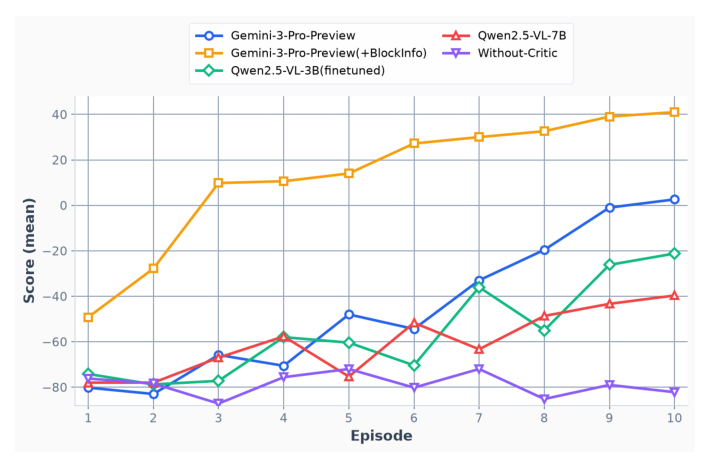 Gemini-3-Pro-Preview
Gemini-3-Pro-Preview(+BlockInfo)
Qwen2.5-VL-3B(finetuned)
Qwen2.5-VL-7B
Without-Critic
40
20
0
−20
−40
−60
−80
Score (mean)
1 2 3 4 5 6 7 8 9 10
Episode